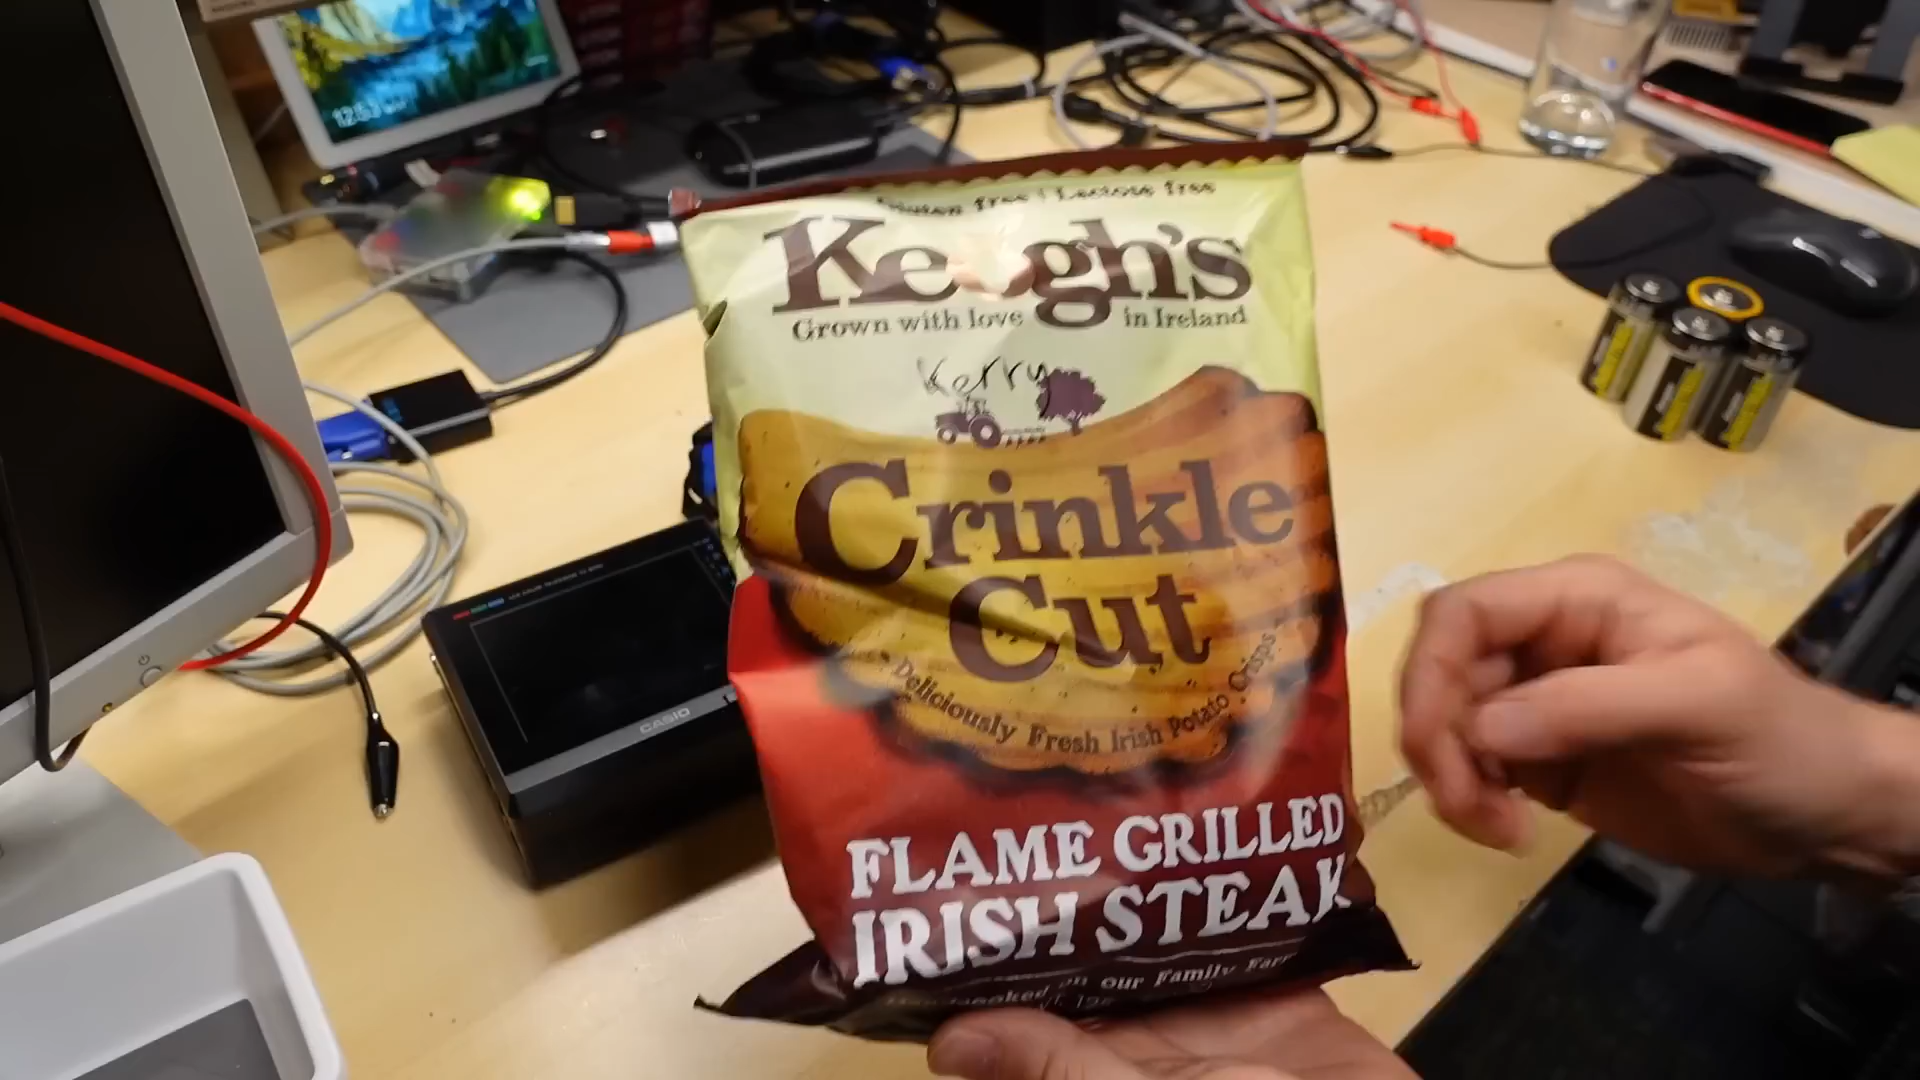 Gluten free | Lactose free
Keogh's
Grown with love in Ireland
Kerry
Crinkle
Cut
Deliciously Fresh Irish Potato Crisps
FLAME GRILLED
IRISH STEAK
Handcooked on Our Family Farm
CASIO